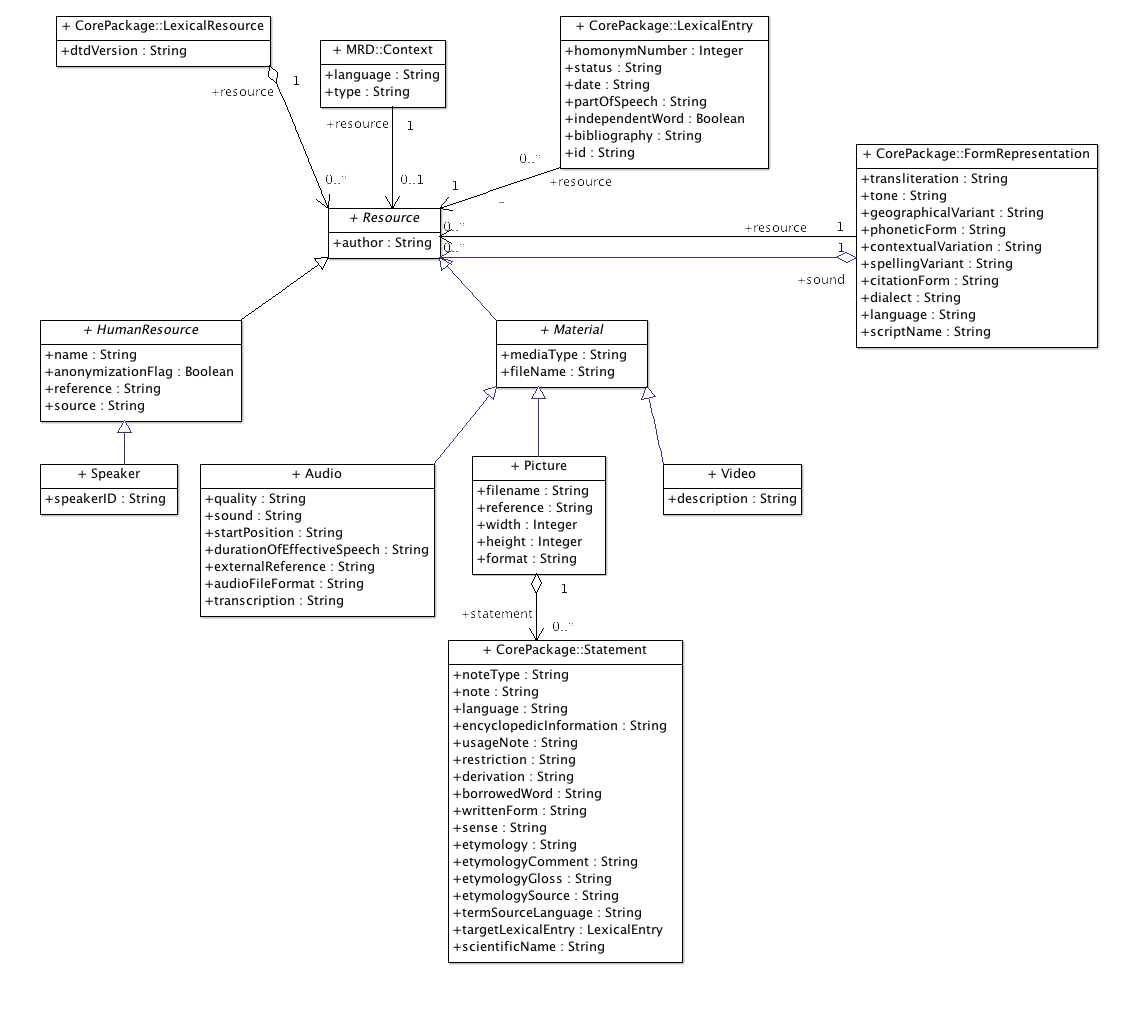 + CorePackage::LexicalResource
+dtdVersion : String
+ MRD::Context
+language : String
+type : String
+ CorePackage::LexicalEntry
+homonymNumber : Integer
+status : String
+date : String
+partOfSpeech : String
+independentWord : Boolean
+bibliography : String
+id : String
+ CorePackage::FormRepresentation
+transliteration : String
+tone : String
+geographicalVariant : String
+phoneticForm : String
+contextualVariation : String
+spellingVariant : String
+citationForm : String
+dialect : String
+language : String
+scriptName : String
1
+resource
0..*
+resource
1
0..1
0..*
+resource
1
+ Resource
+author : String
0..*
+resource
1
0..*
1
+sound
+ HumanResource
+name : String
+anonymizationFlag : Boolean
+reference : String
+source : String
+ Material
+mediaType : String
+fileName : String
+ Speaker
+speakerID : String
+ Audio
+quality : String
+sound : String
+startPosition : String
+durationOfEffectiveSpeech : String
+externalReference : String
+audioFileFormat : String
+transcription : String
+ Picture
+filename : String
+reference : String
+width : Integer
+height : Integer
+format : String
+ Video
+description : String
1
+statement
0..*
+ CorePackage::Statement
+noteType : String
+note : String
+language : String
+encyclopedicInformation : String
+usageNote : String
+restriction : String
+derivation : String
+borrowedWord : String
+writtenForm : String
+sense : String
+etymology : String
+etymologyComment : String
+etymologyGloss : String
+etymologySource : String
+termSourceLanguage : String
+targetLexicalEntry : LexicalEntry
+scientificName : String